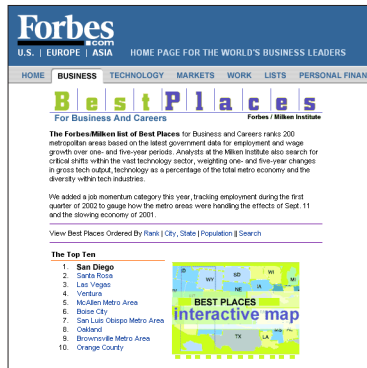 Forbes
.com
U.S. | EUROPE | ASIA HOME PAGE FOR THE WORLD'S BUSINESS LEADERS
HOME BUSINESS TECHNOLOGY MARKETS WORK LISTS PERSONAL FINAN
Best Places
For Business And Careers Forbes / Milken Institute
The Forbes/Milken list of Best Places for Business and Careers ranks 200
metropolitan areas based on the latest government data for employment and wage
growth over one- and five-year periods. Analysts at the Milken Institute also search for
critical shifts within the vast technology sector, weighting one- and five-year changes
in gross tech output, technology as a percentage of the total metro economy and the
diversity within tech industries.
We added a job momentum category this year, tracking employment during the first
quarter of 2002 to gauge how the metro areas were handling the effects of Sept. 11
and the slowing economy of 2001.
View Best Places Ordered By Rank | City, State | Population || Search
The Top Ten
1. San Diego
2. Santa Rosa
3. Las Vegas
4. Ventura
5. McAllen Metro Area
6. Boise City
7. San Luis Obispo Metro Area
8. Oakland
9. Brownsville Metro Area
10. Orange County
WY SD WI MI
NE IA
BEST PLACES
interactive map
TX LA